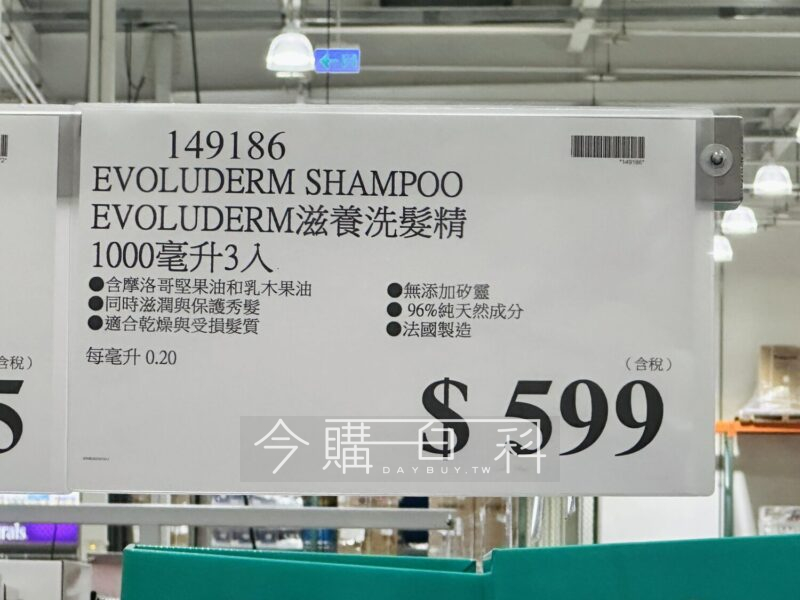 149186
*149186*
EVOLUDERM SHAMPOO
EVOLUDERM滋養洗髮精
1000毫升3入
●含摩洛哥堅果油和乳木果油
●同時滋潤與保護秀髮
●適合乾燥與受損髮質
●無添加矽靈
● 96%純天然成分
●法國製造
每毫升 0.20
(含稅)
$ 599
含稅)
5
今購百科
DAYBUY.TW
rals